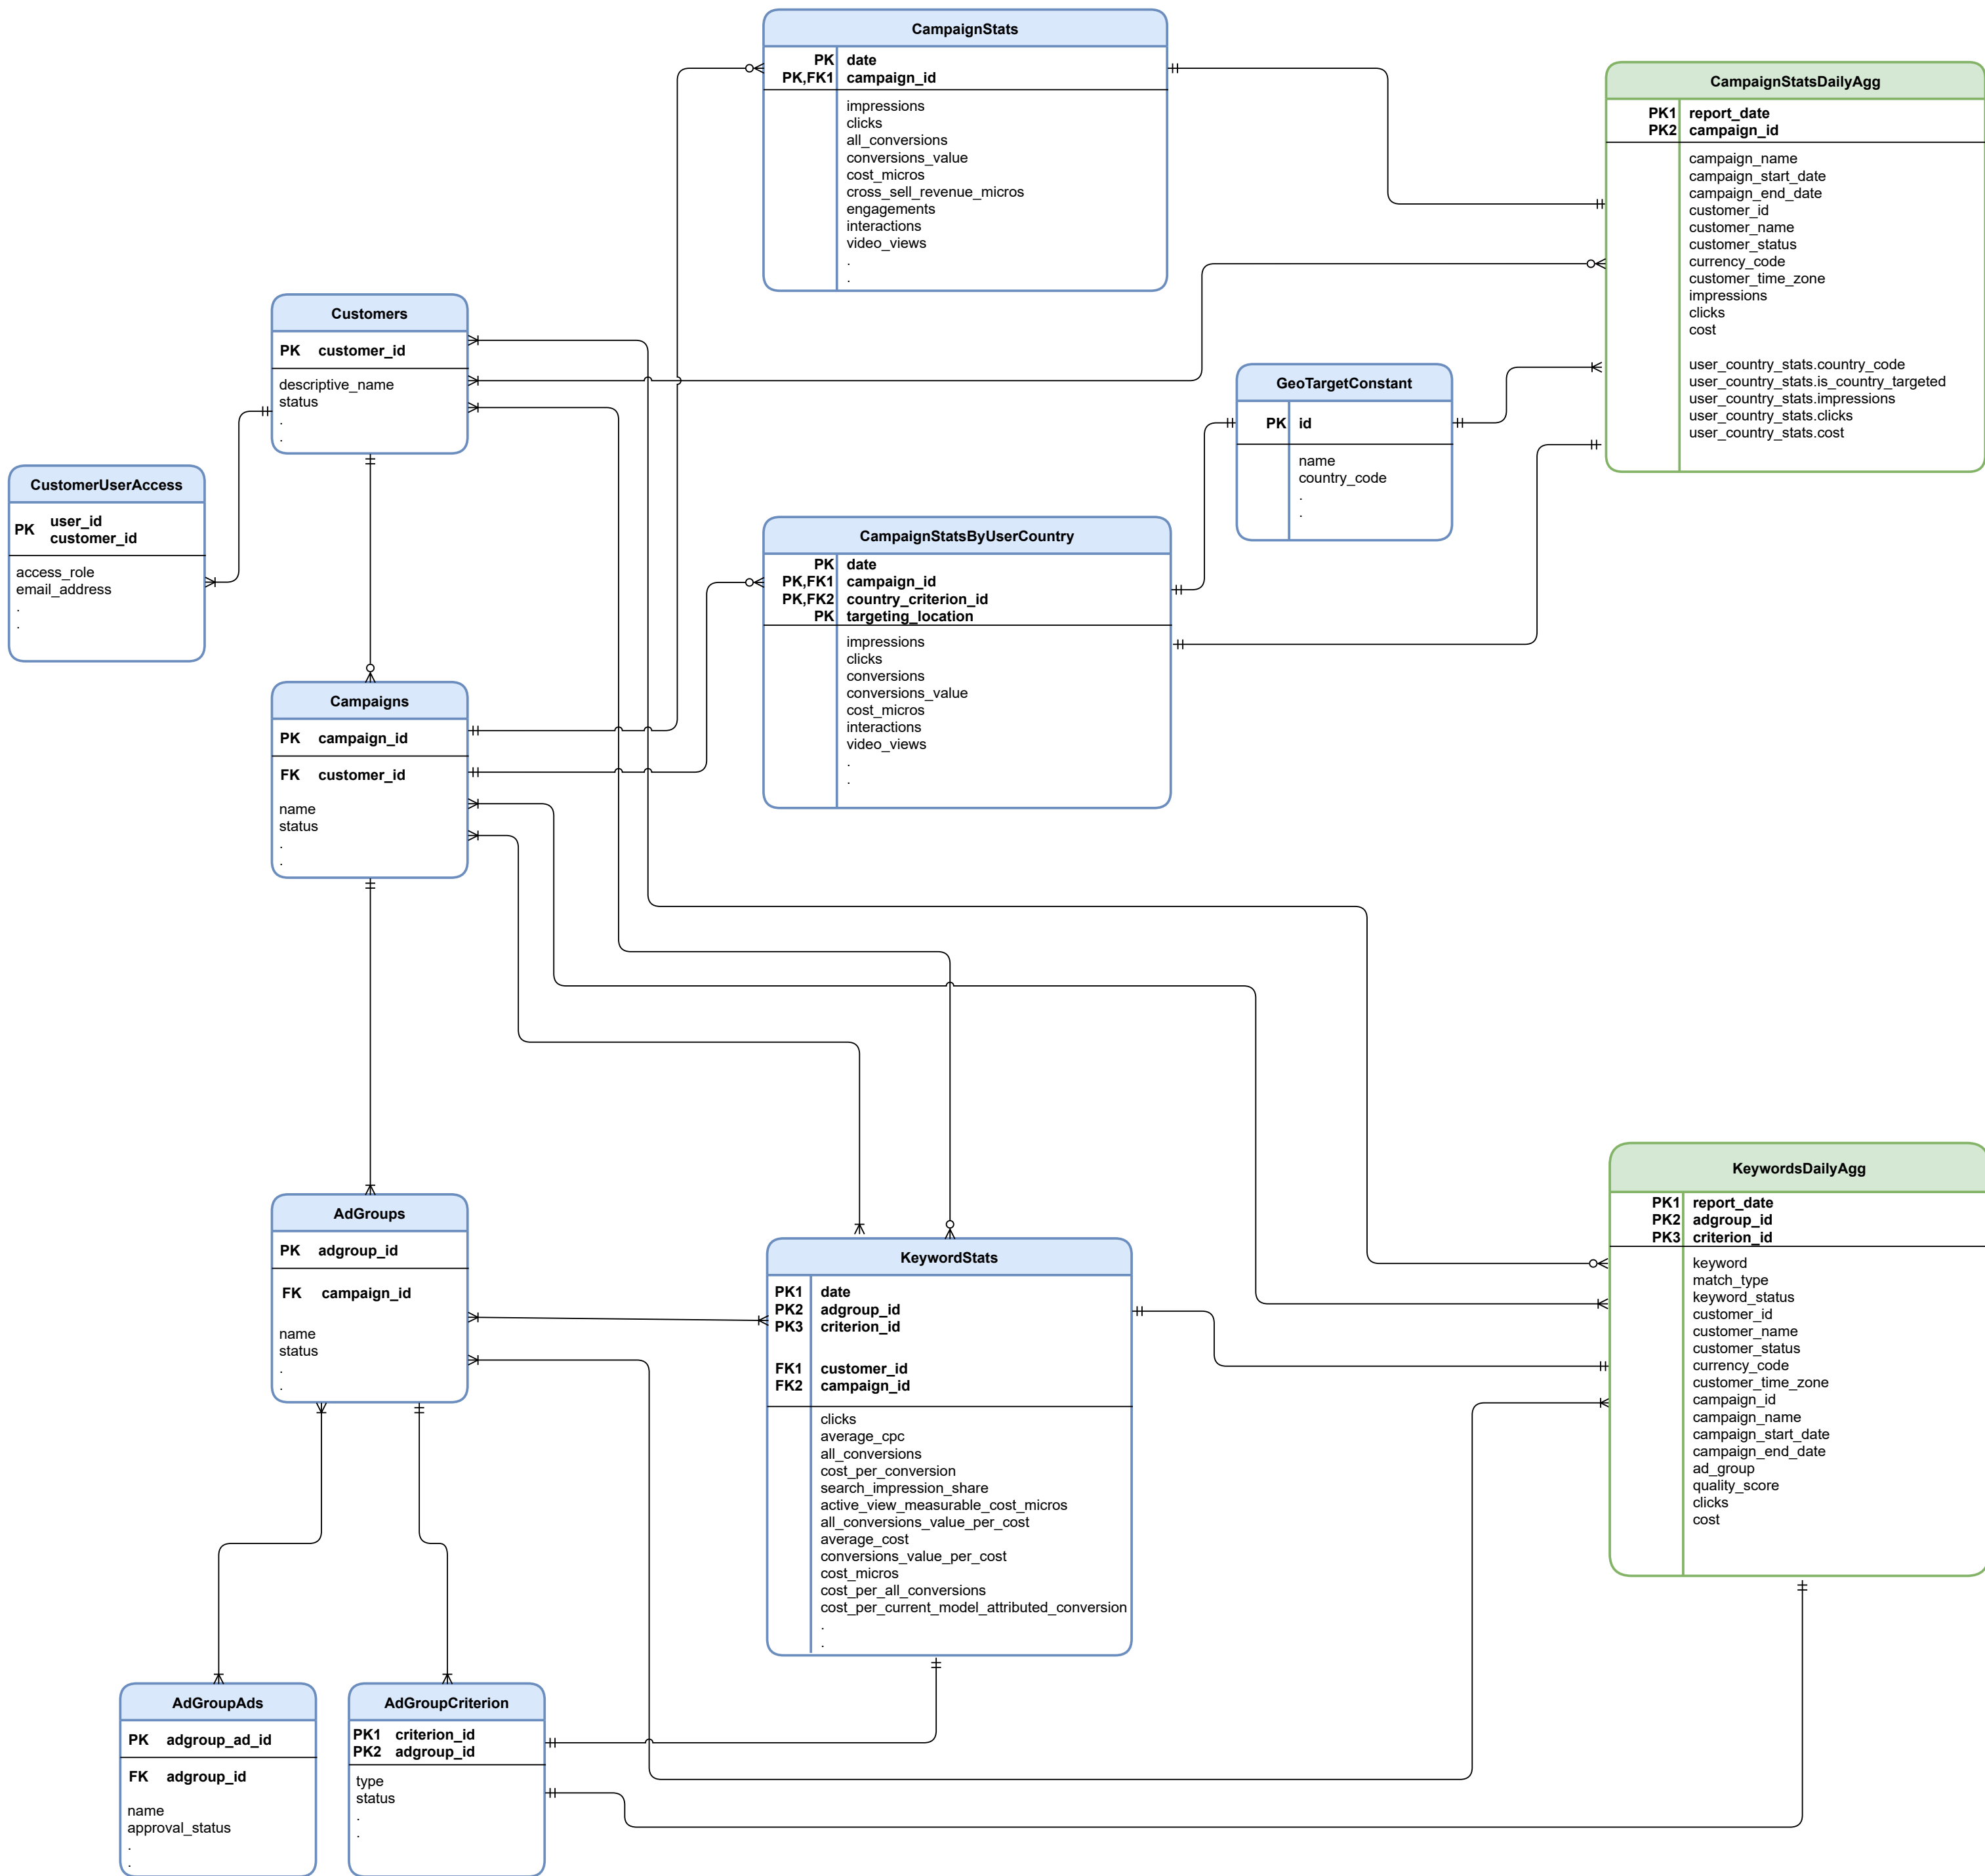 CampaignStats
PK date
PK,FK1 campaign_id
impressions
clicks
all_conversions
conversions_value
cost_micros
cross_sell_revenue_micros
engagements
interactions
video_views
.
.
CampaignStatsDailyAgg
PK1 report_date
PK2 campaign_id
campaign_name
campaign_start_date
campaign_end_date
customer_id
customer_name
customer_status
currency_code
customer_time_zone
impressions
clicks
cost
user_country_stats.country_code
user_country_stats.is_country_targeted
user_country_stats.impressions
user_country_stats.clicks
user_country_stats.cost
Customers
PK customer_id
descriptive_name
status
.
.
GeoTargetConstant
PK id
name
country_code
.
.
CustomerUserAccess
PK user_id
customer_id
access_role
email_address
.
.
CampaignStatsByUserCountry
PK date
PK,FK1 campaign_id
PK,FK2 country_criterion_id
PK targeting_location
impressions
clicks
conversions
conversions_value
cost_micros
interactions
video_views
.
.
Campaigns
PK campaign_id
FK customer_id
name
status
.
.
AdGroups
PK adgroup_id
FK campaign_id
name
status
.
.
KeywordStats
PK1 date
PK2 adgroup_id
PK3 criterion_id
FK1 customer_id
FK2 campaign_id
clicks
average_cpc
all_conversions
cost_per_conversion
search_impression_share
active_view_measurable_cost_micros
all_conversions_value_per_cost
average_cost
conversions_value_per_cost
cost_micros
cost_per_all_conversions
cost_per_current_model_attributed_conversion
.
.
KeywordsDailyAgg
PK1 report_date
PK2 adgroup_id
PK3 criterion_id
keyword
match_type
keyword_status
customer_id
customer_name
customer_status
currency_code
customer_time_zone
campaign_id
campaign_name
campaign_start_date
campaign_end_date
ad_group
quality_score
clicks
cost
AdGroupAds
PK adgroup_ad_id
FK adgroup_id
name
approval_status
.
.
AdGroupCriterion
PK1 criterion_id
PK2 adgroup_id
type
status
.
.